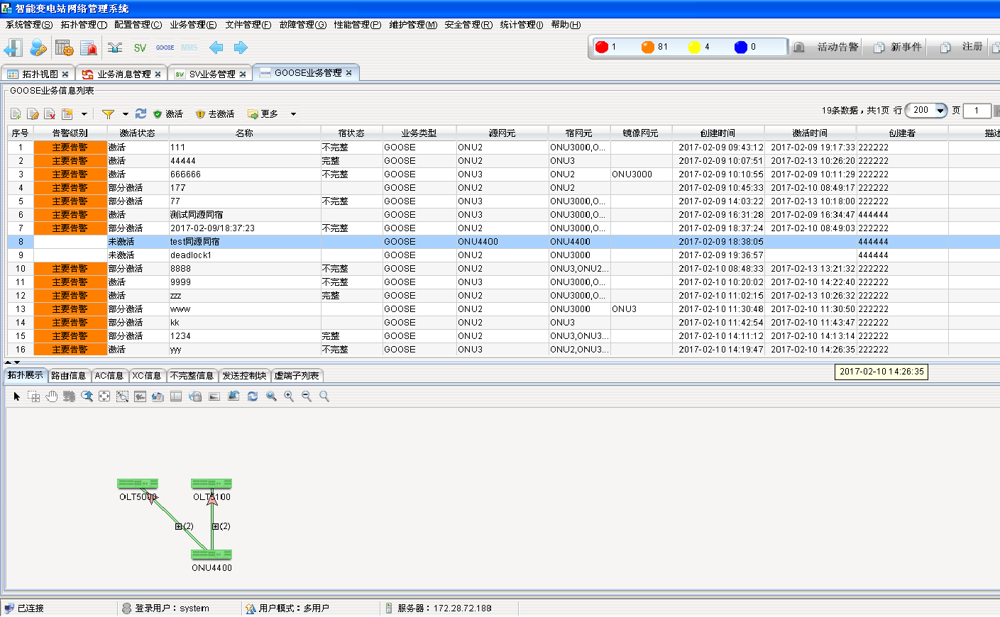 智能变电站网络管理系统
系统管理(S) 拓扑管理(T) 配置管理(C) 业务管理(E) 文件管理(F) 故障管理(G) 性能管理(P) 维护管理(M) 安全管理(R) 统计管理(I) 帮助(H)
SV GOOSE MMS 1 81 4 0 活动告警 新事件 注册
拓扑视图 业务消息管理 SV SV业务管理 GOOSE业务管理
GOOSE业务信息列表
激活 去激活 更多 19条数据，共1页 行 200 页 1
序号 告警级别 激活状态 名称 宿状态 业务类型 源网元 宿网元 镜像网元 创建时间 激活时间 创建者 描述
1 主要告警 激活 111 不完整 GOOSE ONU2 ONU3000,O... 2017-02-09 09:43:12 2017-02-09 19:17:33 222222
2 主要告警 激活 44444 完整 GOOSE ONU2 ONU3 2017-02-09 10:07:51 2017-02-13 10:26:20 222222
3 主要告警 激活 666666 不完整 GOOSE ONU3 ONU2 ONU3000 2017-02-09 10:10:55 2017-02-09 10:11:29 222222
4 主要告警 部分激活 177 GOOSE ONU2 ONU2 2017-02-09 10:45:33 2017-02-10 08:49:17 222222
5 主要告警 部分激活 77 不完整 GOOSE ONU3 ONU3000,O... 2017-02-09 14:03:22 2017-02-13 10:18:00 222222
6 主要告警 激活 测试同源同宿 GOOSE ONU3 ONU3000,O... 2017-02-09 16:31:28 2017-02-09 16:34:47 444444
7 主要告警 部分激活 2017-02-09/18:37:23 不完整 GOOSE ONU2 ONU3000,O... 2017-02-09 18:37:24 2017-02-10 08:49:03 222222
8 未激活 test同源同宿 GOOSE ONU4400 ONU4400 2017-02-09 18:38:05 444444
9 未激活 deadlock1 GOOSE ONU2 ONU3000 2017-02-09 19:36:57 444444
10 主要告警 部分激活 8888 不完整 GOOSE ONU2 ONU3,ONU2... 2017-02-10 08:48:33 2017-02-13 13:21:32 222222
11 主要告警 激活 9999 不完整 GOOSE ONU3 ONU3000,O... 2017-02-10 10:20:02 2017-02-10 14:22:40 222222
12 主要告警 激活 zzz 完整 GOOSE ONU2 ONU3000,O... 2017-02-10 11:02:15 2017-02-13 10:26:32 222222
13 主要告警 部分激活 www GOOSE ONU2 ONU3000 ONU3 2017-02-10 11:30:48 2017-02-10 11:30:50 222222
14 主要告警 部分激活 kk GOOSE ONU2 ONU3 2017-02-10 11:42:54 2017-02-10 11:43:47 222222
15 主要告警 部分激活 1234 完整 GOOSE ONU2 ONU3,ONU3... 2017-02-10 14:11:12 2017-02-10 14:13:14 222222
16 主要告警 激活 yyy 不完整 GOOSE ONU3 ONU2,ONU3... 2017-02-10 14:19:47 2017-02-10 14:26:35 222222
拓扑展示 路由信息 AC信息 XC信息 不完整信息 发送控制块 虚端子列表
2017-02-10 14:26:35
OLT5000 OLT5100
(2) (2)
ONU4400
已连接 登录用户：system 用户模式：多用户 服务器：172.28.72.188